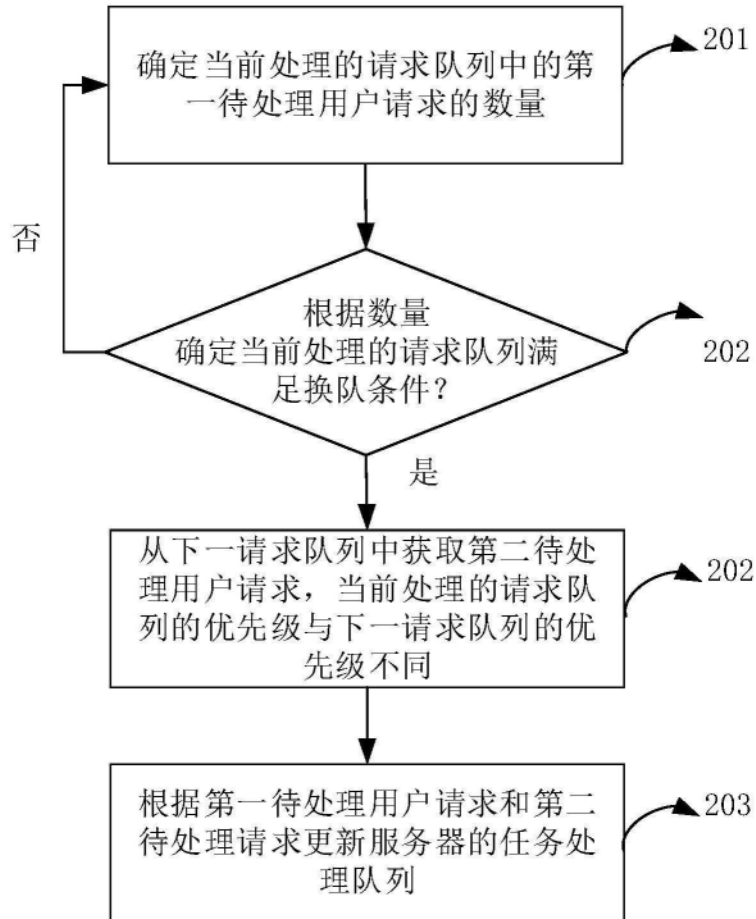 确定当前处理的请求队列中的第
一待处理用户请求的数量
201
否
根据数量
确定当前处理的请求队列满
足换队条件？
202
是
从下一请求队列中获取第二待处
理用户请求，当前处理的请求队
列的优先级与下一请求队列的优
先级不同
202
根据第一待处理用户请求和第二
待处理请求更新服务器的任务处
理队列
203